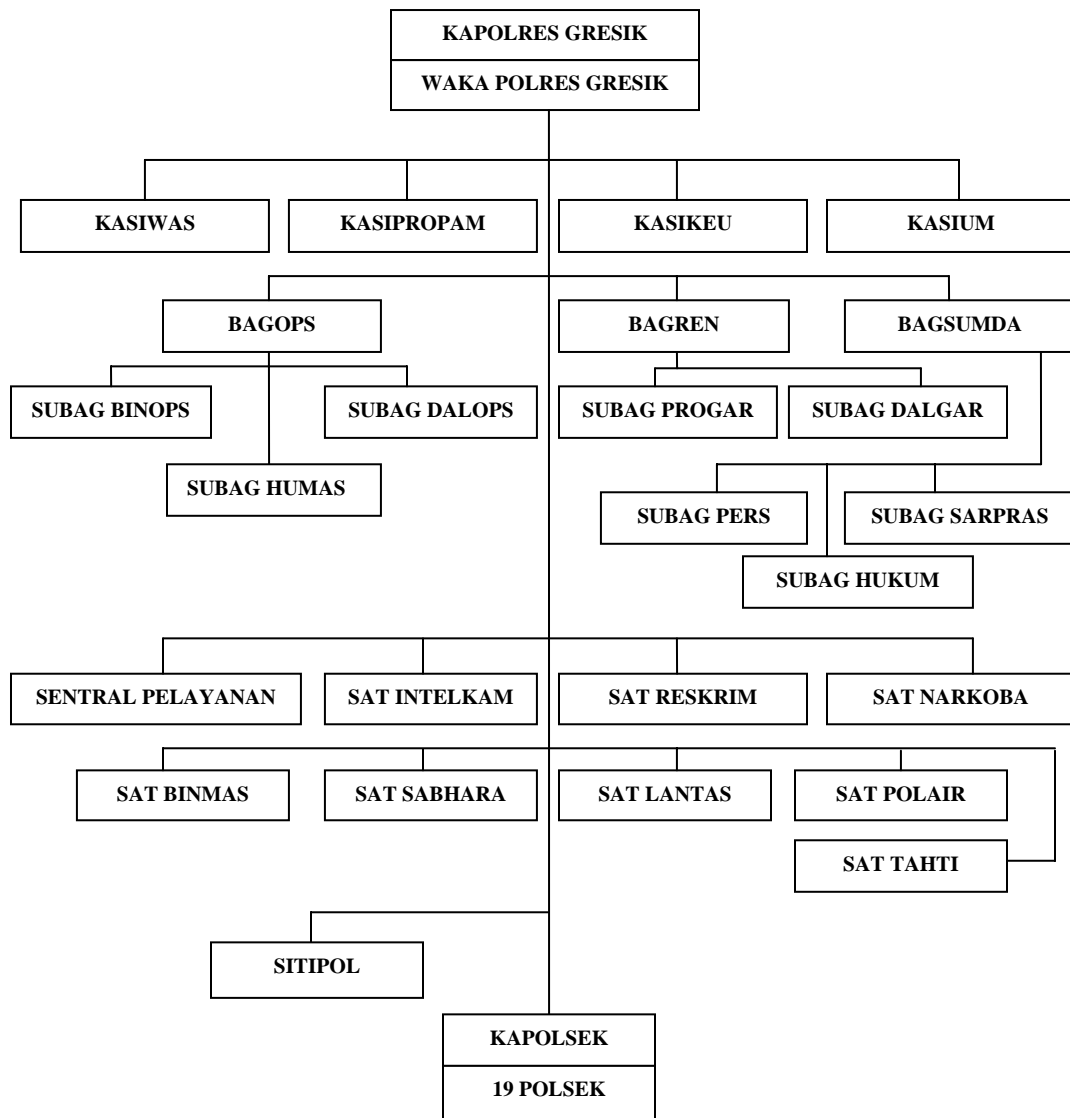 KAPOLRES GRESIK
WAKA POLRES GRESIK
KASIWAS
KASIPROPAM
KASIKEU
KASIUM
BAGOPS
BAGREN
BAGSUMDA
SUBAG BINOPS
SUBAG DALOPS
SUBAG PROGAR
SUBAG DALGAR
SUBAG HUMAS
SUBAG PERS
SUBAG SARPRAS
SUBAG HUKUM
SENTRAL PELAYANAN
SAT INTELKAM
SAT RESKRIM
SAT NARKOBA
SAT BINMAS
SAT SABHARA
SAT LANTAS
SAT POLAIR
SAT TAHTI
SITIPOL
KAPOLSEK
19 POLSEK